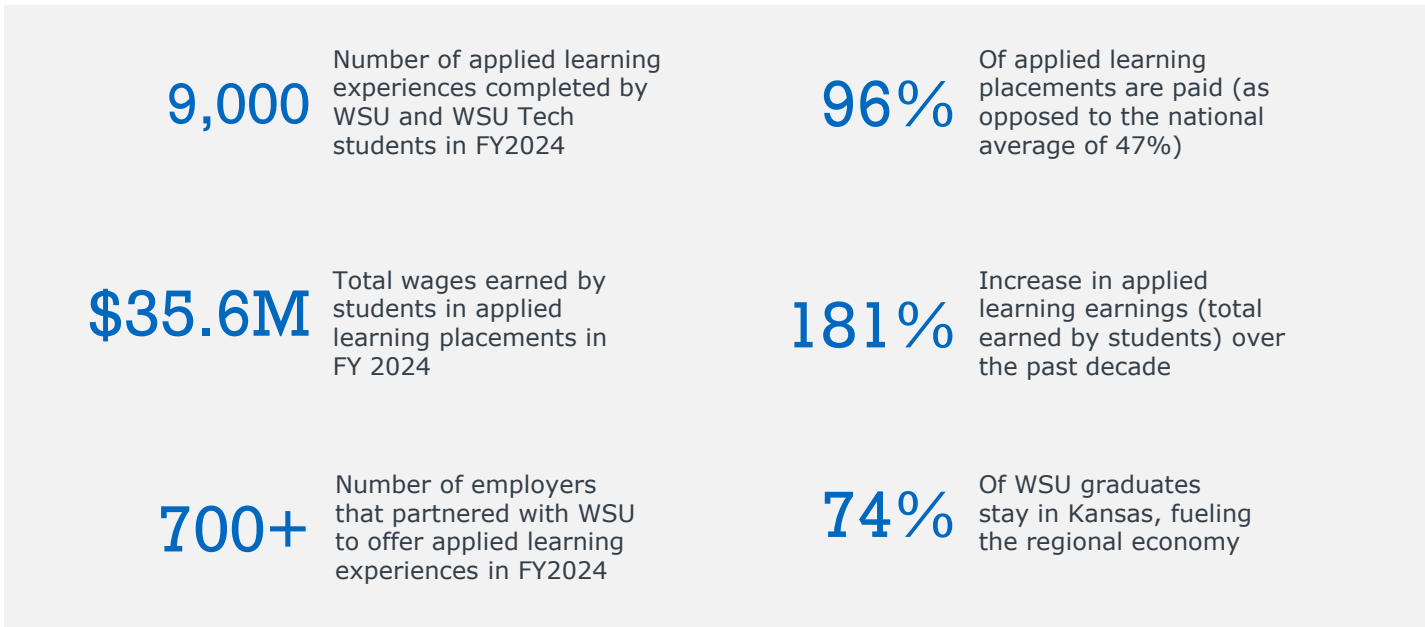 9,000
Number of applied learning
experiences completed by
WSU and WSU Tech
students in FY2024
96%
Of applied learning
placements are paid (as
opposed to the national
average of 47%)
$35.6M
Total wages earned by
students in applied
learning placements in
FY 2024
181%
Increase in applied
learning earnings (total
earned by students) over
the past decade
700+
Number of employers
that partnered with WSU
to offer applied learning
experiences in FY2024
74%
Of WSU graduates
stay in Kansas, fueling
the regional economy